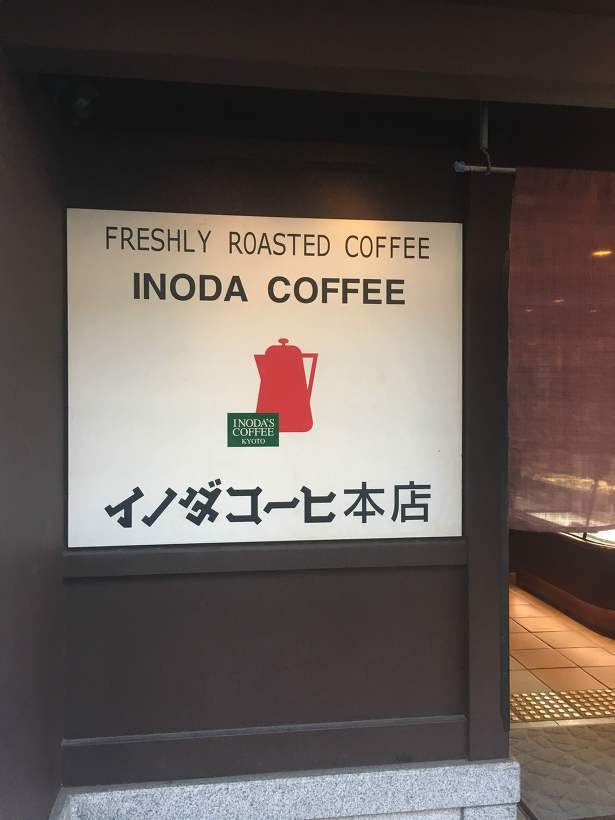 FRESHLY ROASTED COFFEE
INODA COFFEE
INODA'S
COFFEE
KYOTO
イノダコーヒ本店